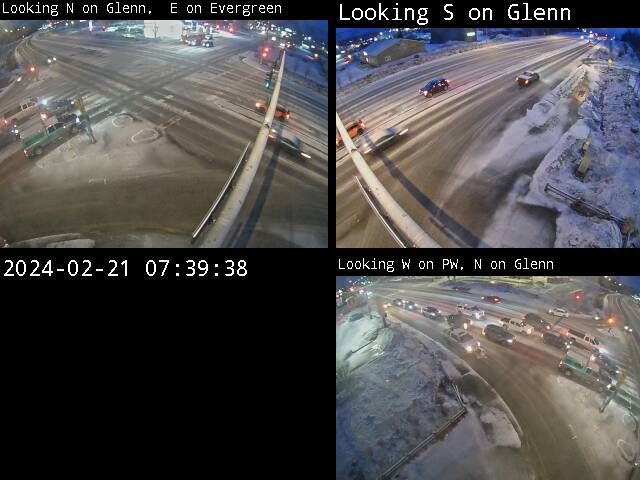 Looking N on Glenn,  E on Evergreen
Looking S on Glenn
2024-02-21 07:39:38
Looking W on PW, N on Glenn